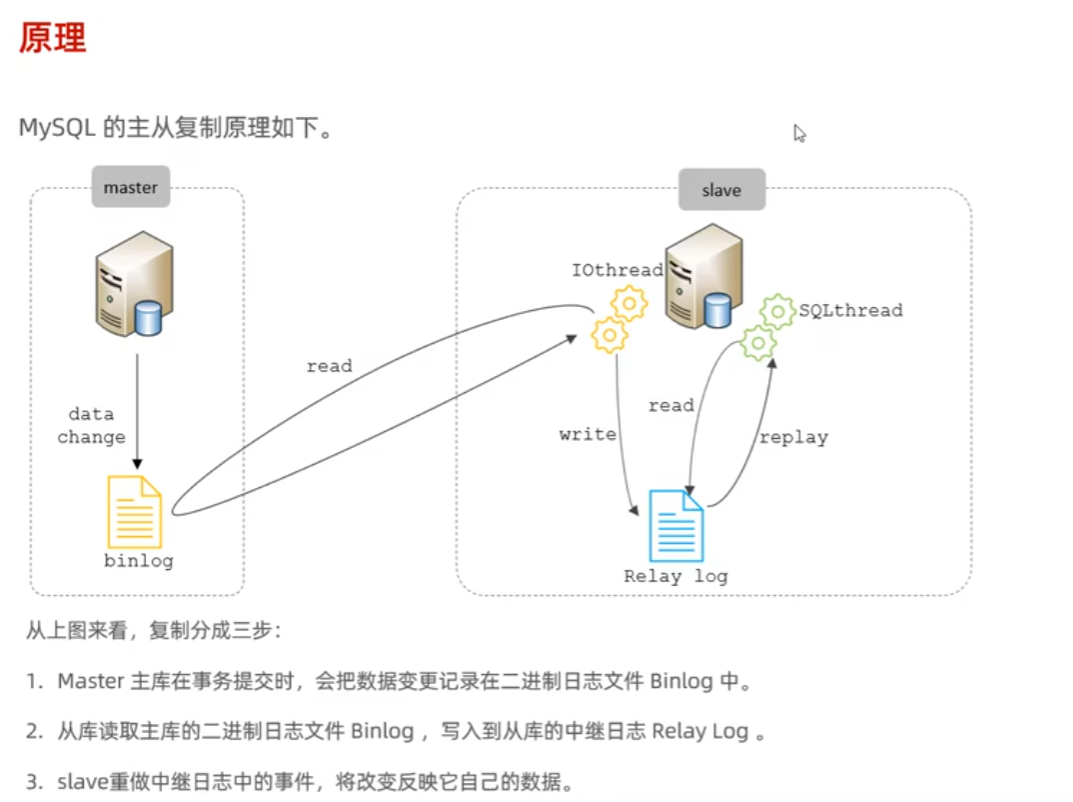 原理
MySQL 的主从复制原理如下。
master
slave
IOthread
SQLthread
read
data
change
read
write
replay
binlog
Relay log
从上图来看，复制分成三步：
1. Master 主库在事务提交时，会把数据变更记录在二进制日志文件 Binlog 中。
2. 从库读取主库的二进制日志文件 Binlog ，写入到从库的中继日志 Relay Log 。
3. slave重做中继日志中的事件，将改变反映它自己的数据。